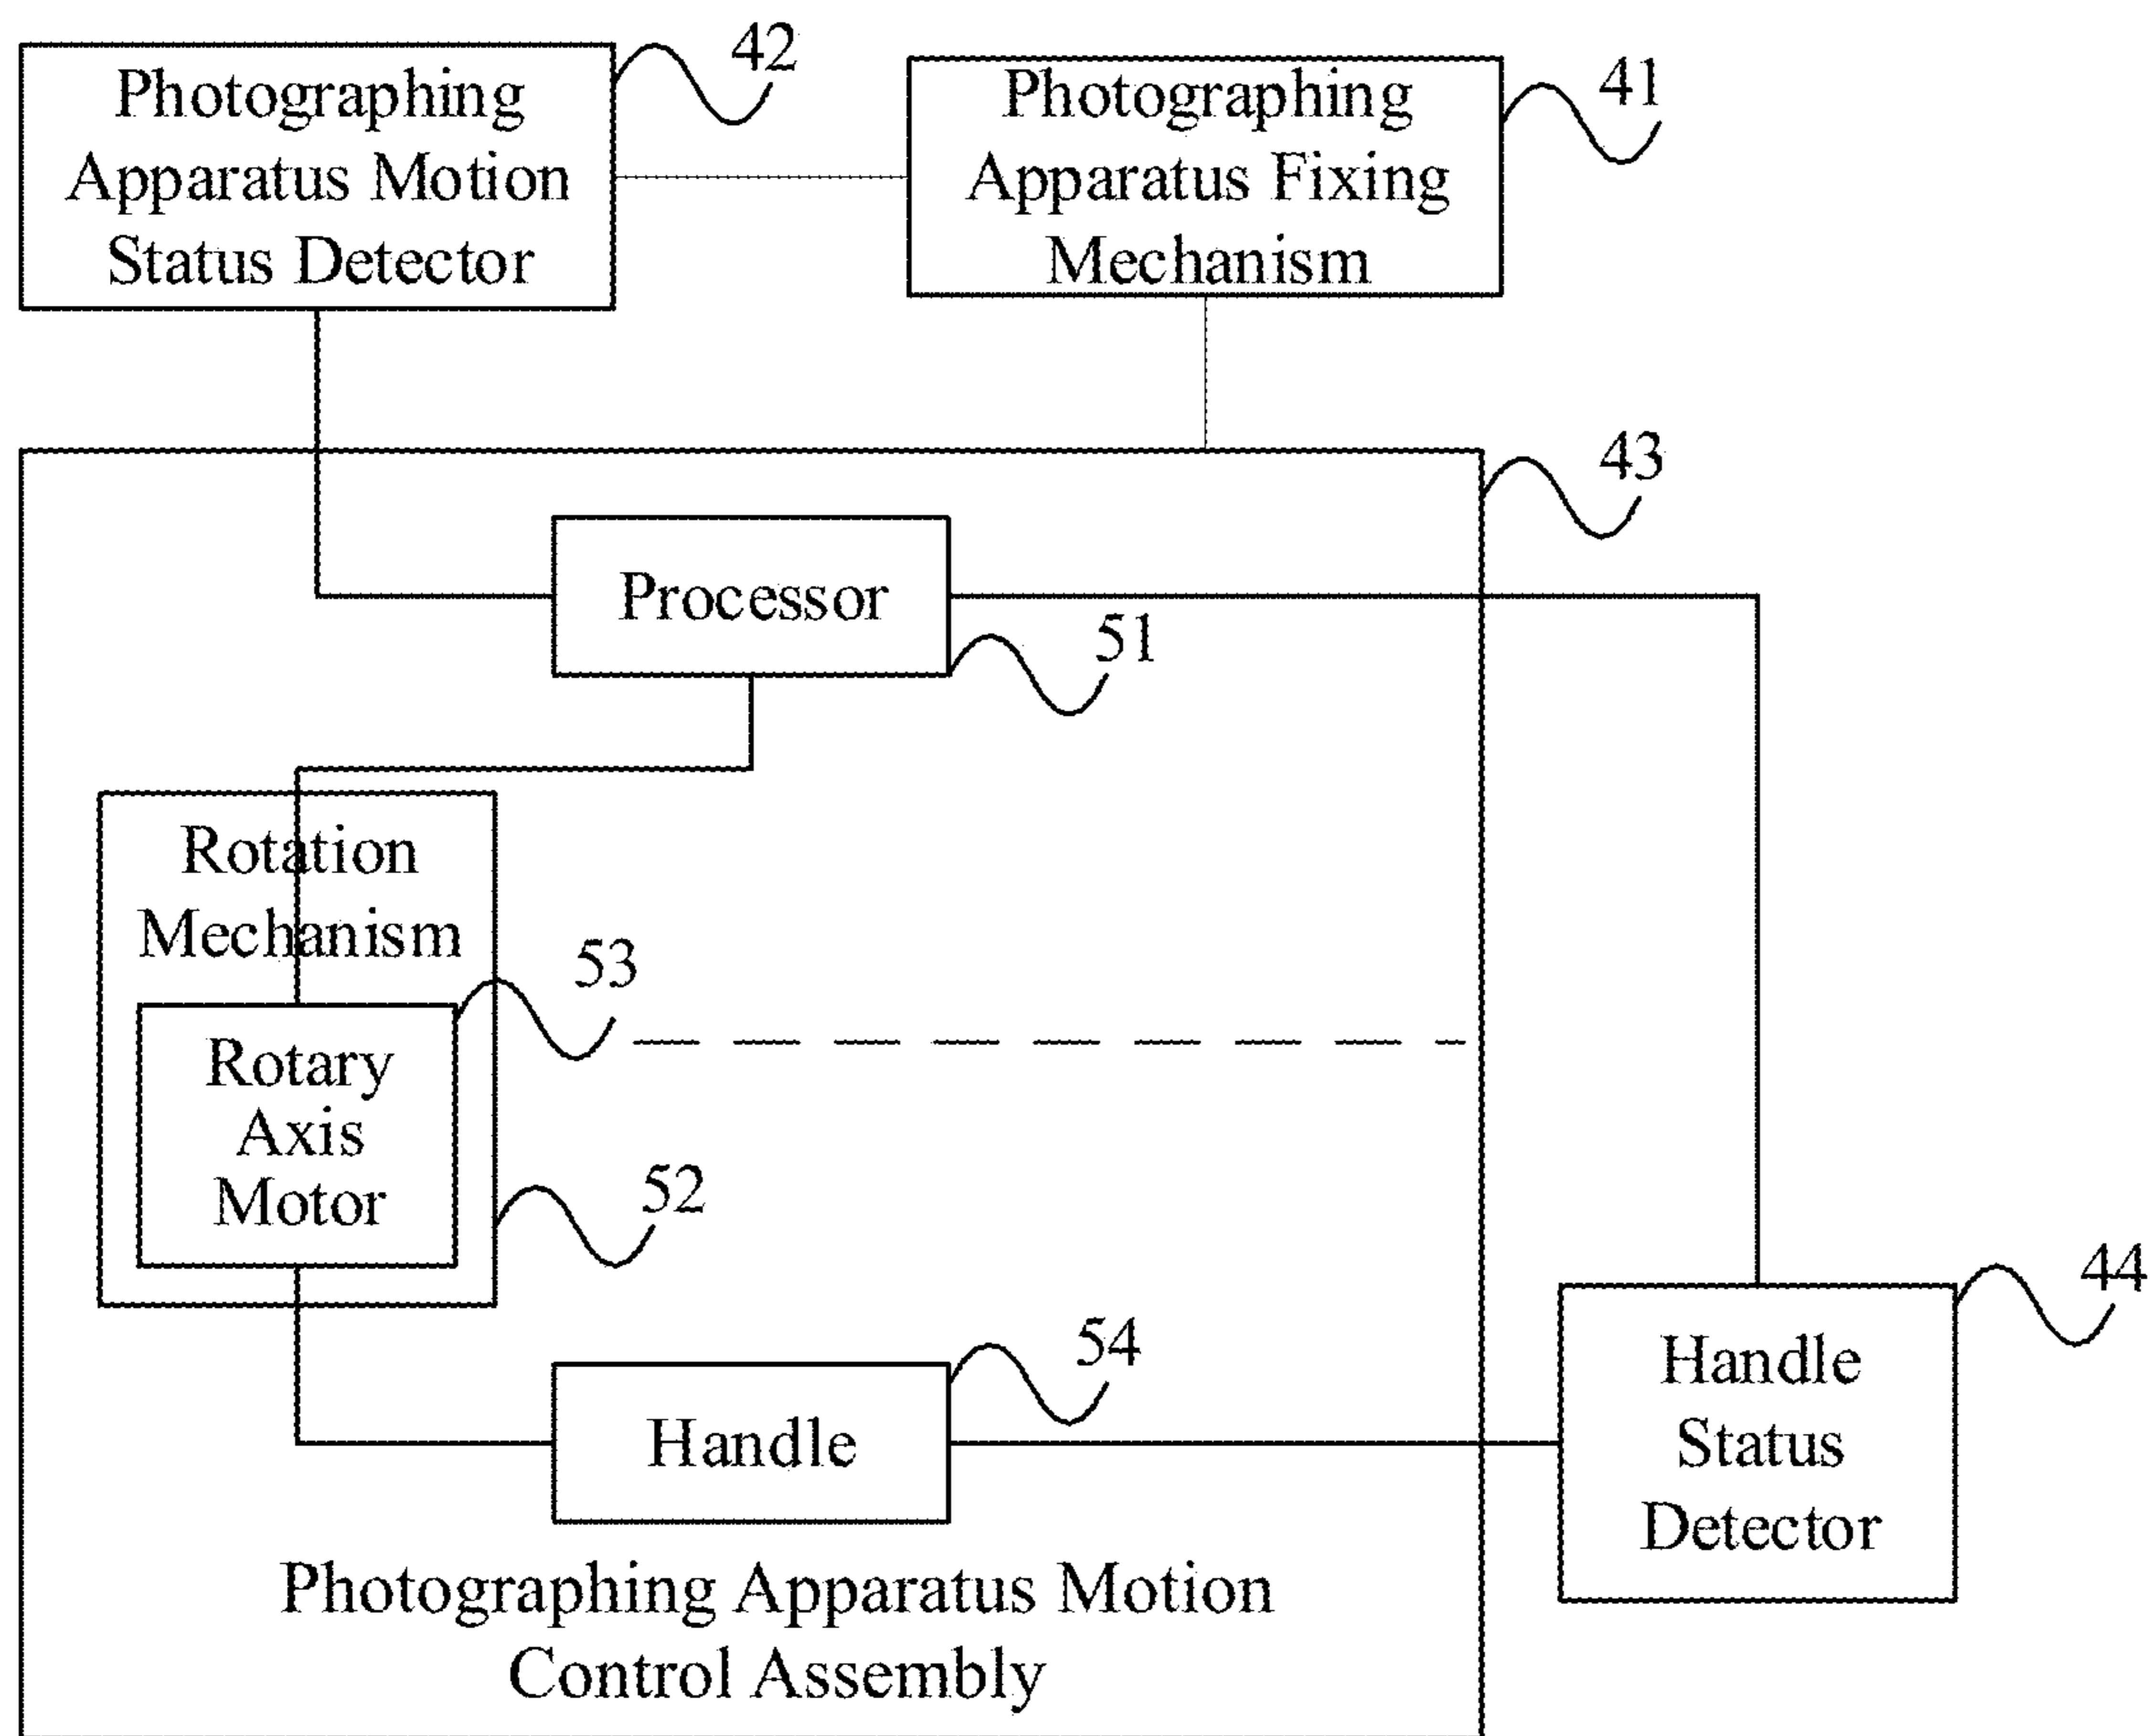 42
Photographing
Apparatus Motion
Status Detector
41
Photographing
Apparatus Fixing
Mechanism
43
Processor
51
Rotation
Mechanism
53
Rotary
Axis
Motor
52
54
Handle
44
Handle
Status
Detector
Photographing Apparatus Motion
Control Assembly